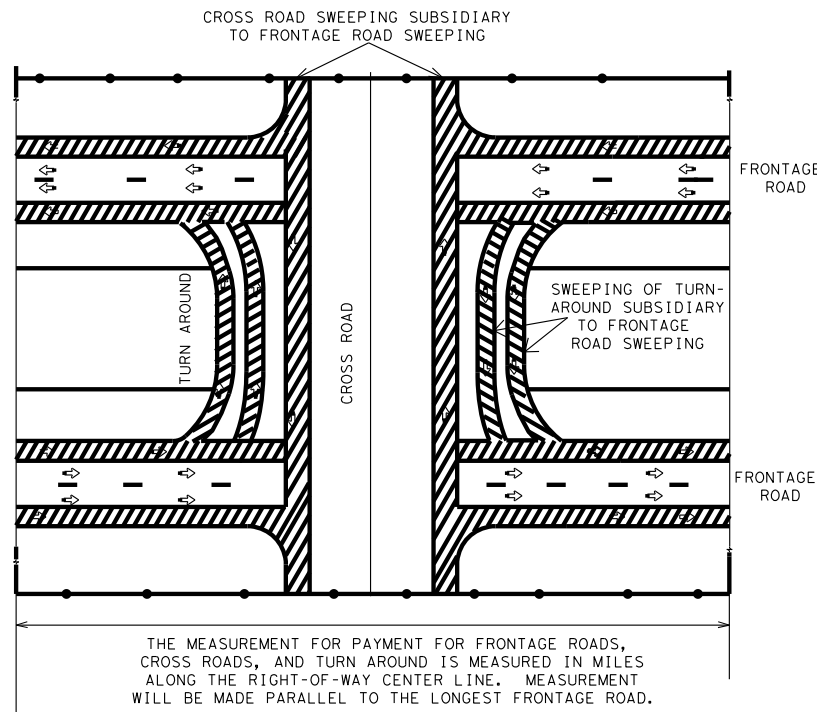 CROSS ROAD SWEEPING SUBSIDIARY
TO FRONTAGE ROAD SWEEPING
FRONTAGE
ROAD
SWEEPING OF TURN-
AROUND SUBSIDIARY
TO FRONTAGE
ROAD SWEEPING
TURN AROUND
CROSS ROAD
FRONTAGE
ROAD
THE MEASUREMENT FOR PAYMENT FOR FRONTAGE ROADS,
CROSS ROADS, AND TURN AROUND IS MEASURED IN MILES
ALONG THE RIGHT-OF-WAY CENTER LINE. MEASUREMENT
WILL BE MADE PARALLEL TO THE LONGEST FRONTAGE ROAD.